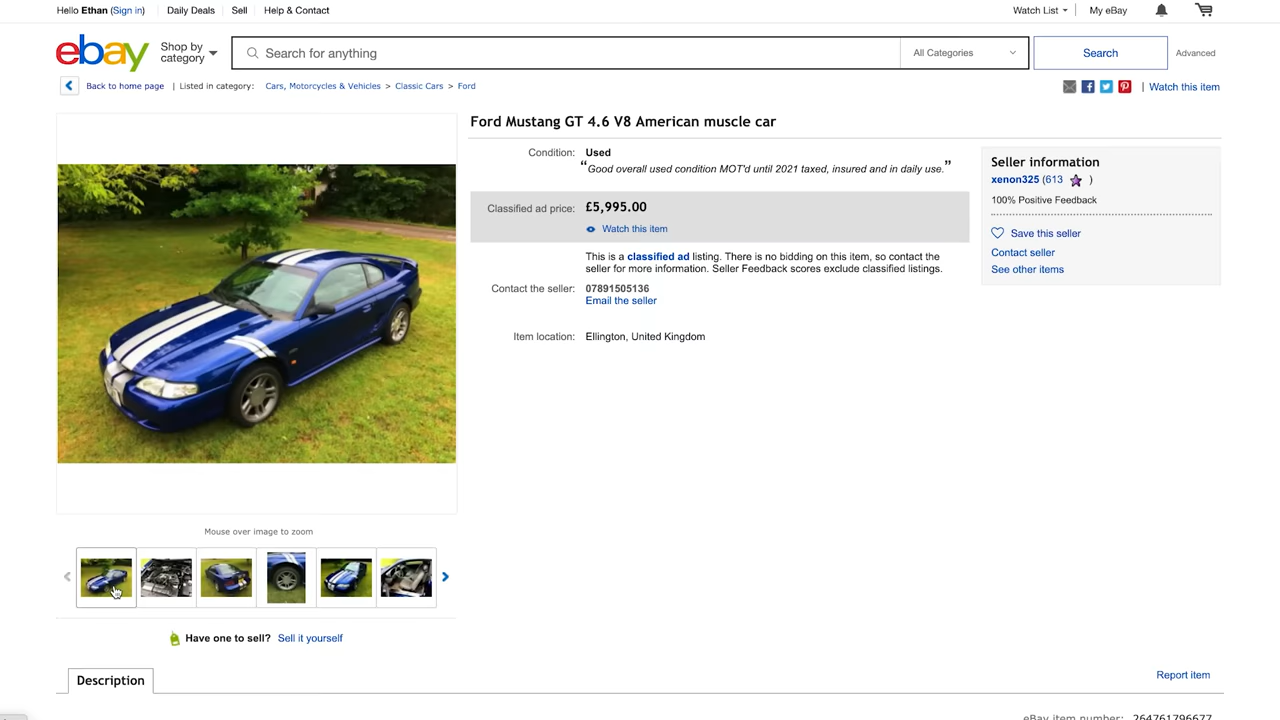 Hello Ethan (Sign in) Daily Deals Sell Help & Contact Watch List My eBay
ebay Shop by category Search for anything All Categories Search Advanced
Back to home page | Listed in category: Cars, Motorcycles & Vehicles > Classic Cars > Ford | Watch this item
Ford Mustang GT 4.6 V8 American muscle car
Condition: Used
“Good overall used condition MOT'd until 2021 taxed, insured and in daily use.”
Classified ad price: £5,995.00
Watch this item
This is a classified ad listing. There is no bidding on this item, so contact the
seller for more information. Seller Feedback scores exclude classified listings.
Contact the seller: 07891505136
Email the seller
Item location: Ellington, United Kingdom
Seller information
xenon325 (613 )
100% Positive Feedback
Save this seller
Contact seller
See other items
Mouse over image to zoom
Have one to sell? Sell it yourself
Description
Report item
eBay item number: 264761796677